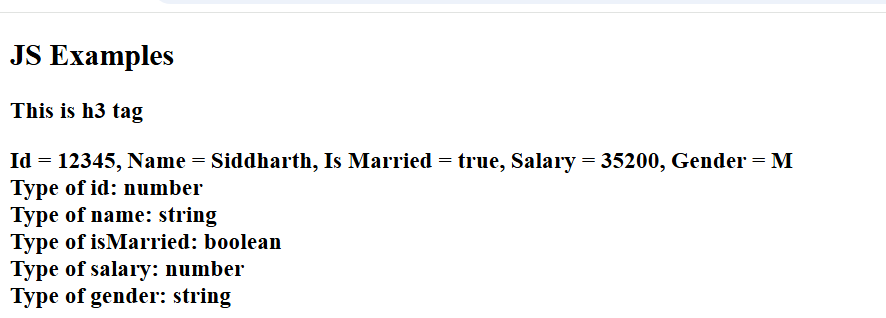 JS Examples
This is h3 tag
Id = 12345, Name = Siddharth, Is Married = true, Salary = 35200, Gender = M
Type of id: number
Type of name: string
Type of isMarried: boolean
Type of salary: number
Type of gender: string